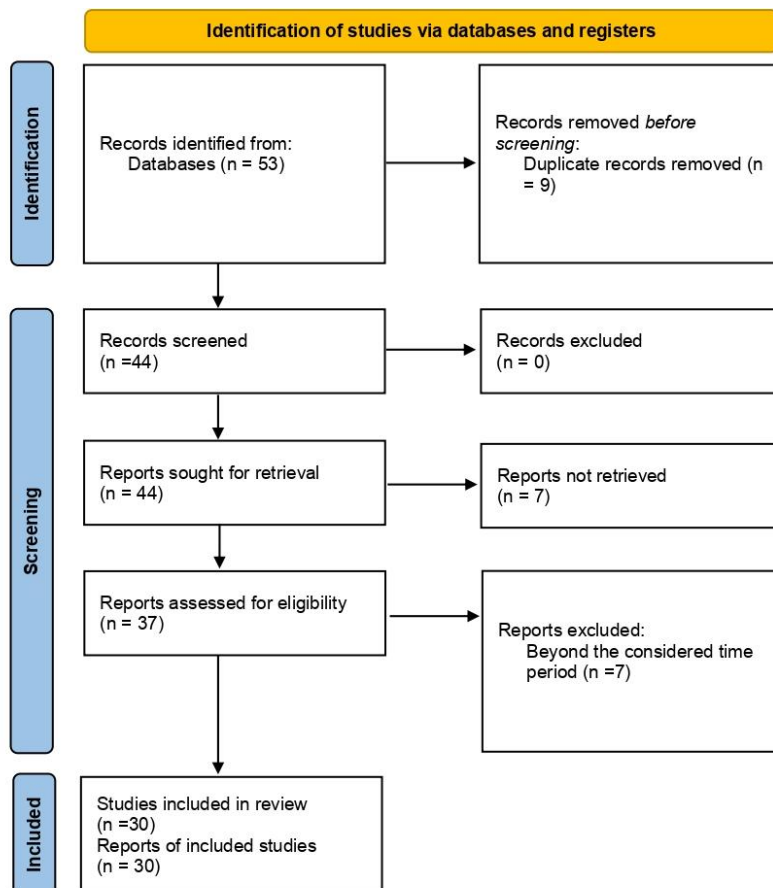 Identification of studies via databases and registers
Identification
Records identified from:
Databases (n = 53)
Records removed before
screening:
Duplicate records removed (n
= 9)
Screening
Records screened
(n =44)
Records excluded
(n = 0)
Reports sought for retrieval
(n = 44)
Reports not retrieved
(n = 7)
Reports assessed for eligibility
(n = 37)
Reports excluded:
Beyond the considered time
period (n =7)
Included
Studies included in review
(n =30)
Reports of included studies
(n = 30)